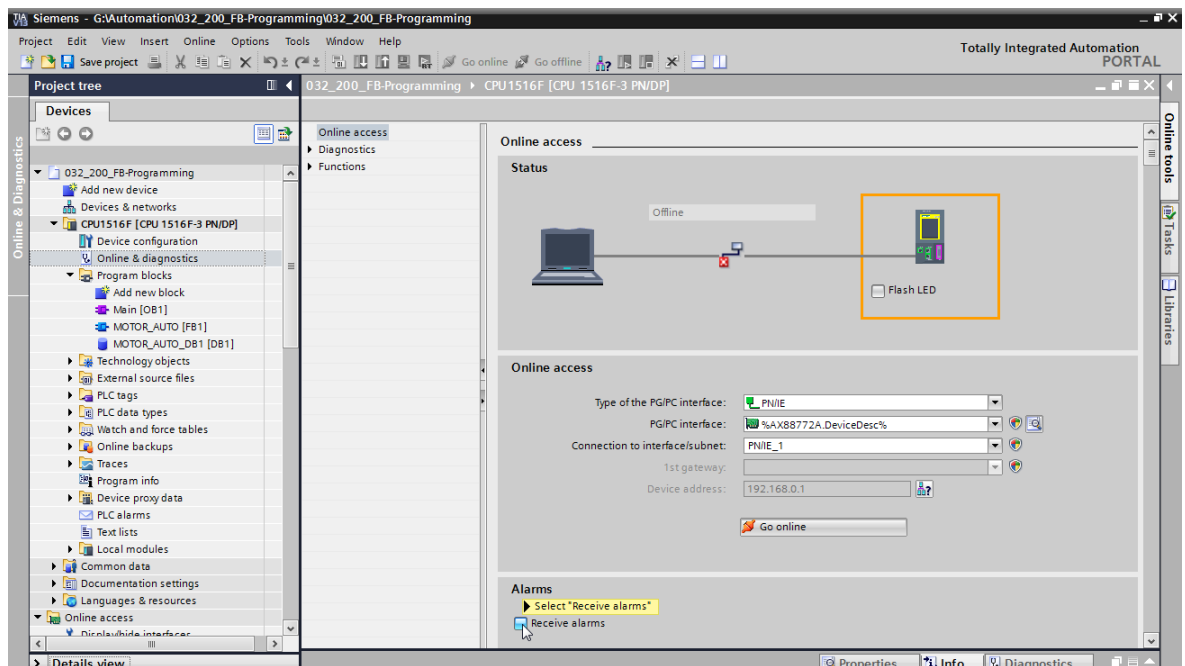 Siemens - G:\Automation\032_200_FB-Programming\032_200_FB-Programming
Project Edit View Insert Online Options Tools Window Help
Totally Integrated Automation
PORTAL
Save project Go online Go offline
Project tree
032_200_FB-Programming CPU1516F [CPU 1516F-3 PN/DP]
Devices
Online & Diagnostics
032_200_FB-Programming
Add new device
Devices & networks
CPU1516F [CPU 1516F-3 PN/DP]
Device configuration
Online & diagnostics
Program blocks
Add new block
Main [OB1]
MOTOR_AUTO [FB1]
MOTOR_AUTO_DB1 [DB1]
Technology objects
External source files
PLC tags
PLC data types
Watch and force tables
Online backups
Traces
Program info
Device proxy data
PLC alarms
Text lists
Local modules
Common data
Documentation settings
Languages & resources
Online access
Display/hide interfaces
Details view
Online access
Diagnostics
Functions
Online access
Status
Offline
Flash LED
Online access
Type of the PG/PC interface: PN/IE
PG/PC interface: %AX88772A.DeviceDesc%
Connection to interface/subnet: PN/IE_1
1st gateway:
Device address: 192.168.0.1
Go online
Alarms
Select "Receive alarms"
Receive alarms
Properties Info Diagnostics
Online tools
Tasks
Libraries